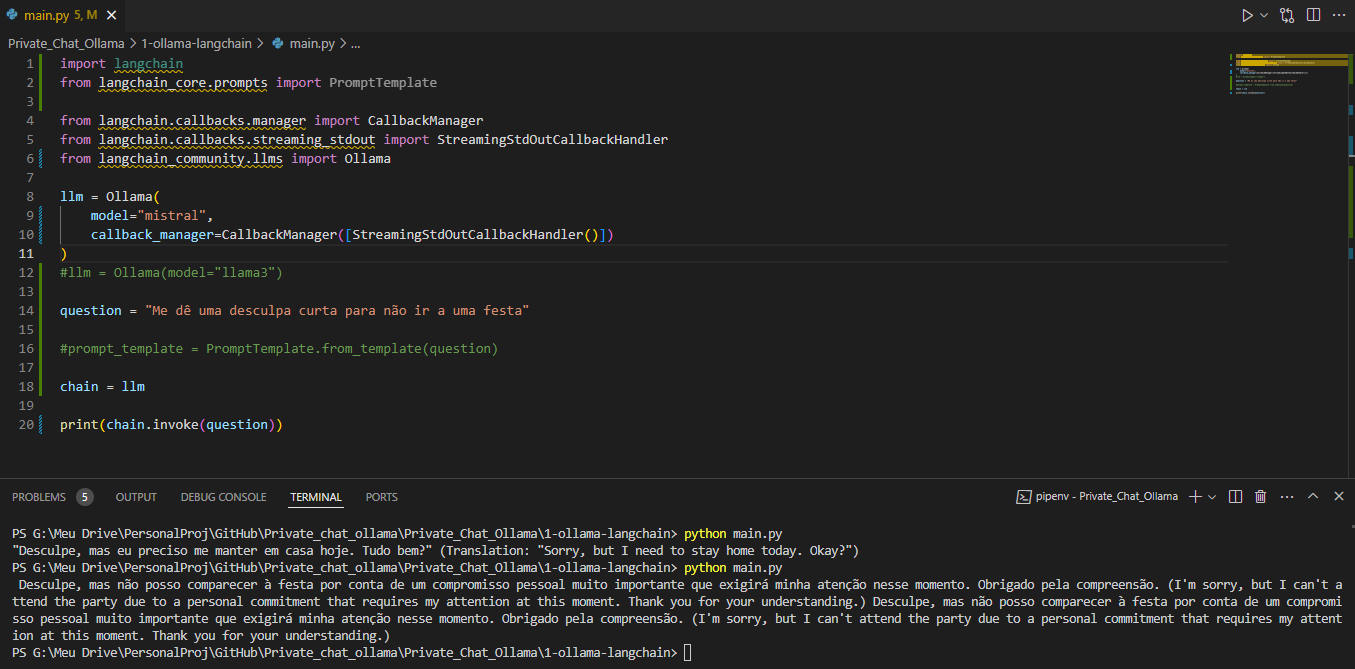 main.py 5, M
Private_Chat_Ollama > 1-ollama-langchain > main.py > ...
1 import langchain
2 from langchain_core.prompts import PromptTemplate
3
4 from langchain.callbacks.manager import CallbackManager
5 from langchain.callbacks.streaming_stdout import StreamingStdOutCallbackHandler
6 from langchain_community.llms import Ollama
7
8 llm = Ollama(
9     model="mistral",
10     callback_manager=CallbackManager([StreamingStdOutCallbackHandler()])
11 )
12 #llm = Ollama(model="llama3")
13
14 question = "Me dê uma desculpa curta para não ir a uma festa"
15
16 #prompt_template = PromptTemplate.from_template(question)
17
18 chain = llm
19
20 print(chain.invoke(question))
PROBLEMS 5 OUTPUT DEBUG CONSOLE TERMINAL PORTS pipenv - Private_Chat_Ollama
PS G:\Meu Drive\PersonalProj\GitHub\Private_chat_ollama\Private_Chat_Ollama\1-ollama-langchain> python main.py
"Desculpe, mas eu preciso me manter em casa hoje. Tudo bem?" (Translation: "Sorry, but I need to stay home today. Okay?")
PS G:\Meu Drive\PersonalProj\GitHub\Private_chat_ollama\Private_Chat_Ollama\1-ollama-langchain> python main.py
 Desculpe, mas não posso comparecer à festa por conta de um compromisso pessoal muito importante que exigirá minha atenção nesse momento. Obrigado pela compreensão. (I'm sorry, but I can't a
ttend the party due to a personal commitment that requires my attention at this moment. Thank you for your understanding.) Desculpe, mas não posso comparecer à festa por conta de um compromi
sso pessoal muito importante que exigirá minha atenção nesse momento. Obrigado pela compreensão. (I'm sorry, but I can't attend the party due to a personal commitment that requires my attent
ion at this moment. Thank you for your understanding.)
PS G:\Meu Drive\PersonalProj\GitHub\Private_chat_ollama\Private_Chat_Ollama\1-ollama-langchain>